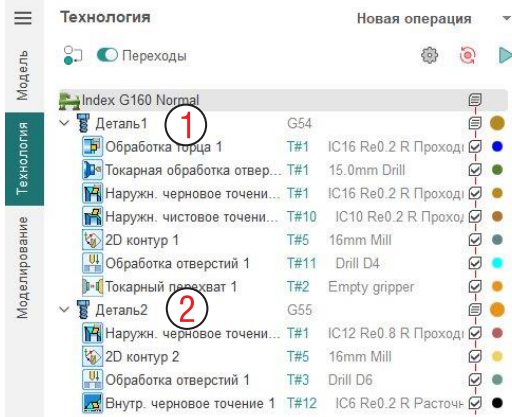 Технология Новая операция
Переходы
Модель
Технология
Моделирование
Index G160 Normal
Деталь1 1 G54
Обработка торца 1 T#1 IC16 Re0.2 R Проходн
Токарная обработка отвер... T#1 15.0mm Drill
Наружн. черновое точени... T#1 IC16 Re0.2 R Проходн
Наружн. чистовое точени... T#10 IC10 Re0.2 R Проход
2D контур 1 T#5 16mm Mill
Обработка отверстий 1 T#11 Drill D4
Токарный перехват 1 T#2 Empty gripper
Деталь2 2 G55
Наружн. черновое точени... T#1 IC12 Re0.8 R Проходн
2D контур 2 T#5 16mm Mill
Обработка отверстий 1 T#3 Drill D6
Внутр. черновое точение 1 T#12 IC6 Re0.2 R Расточн